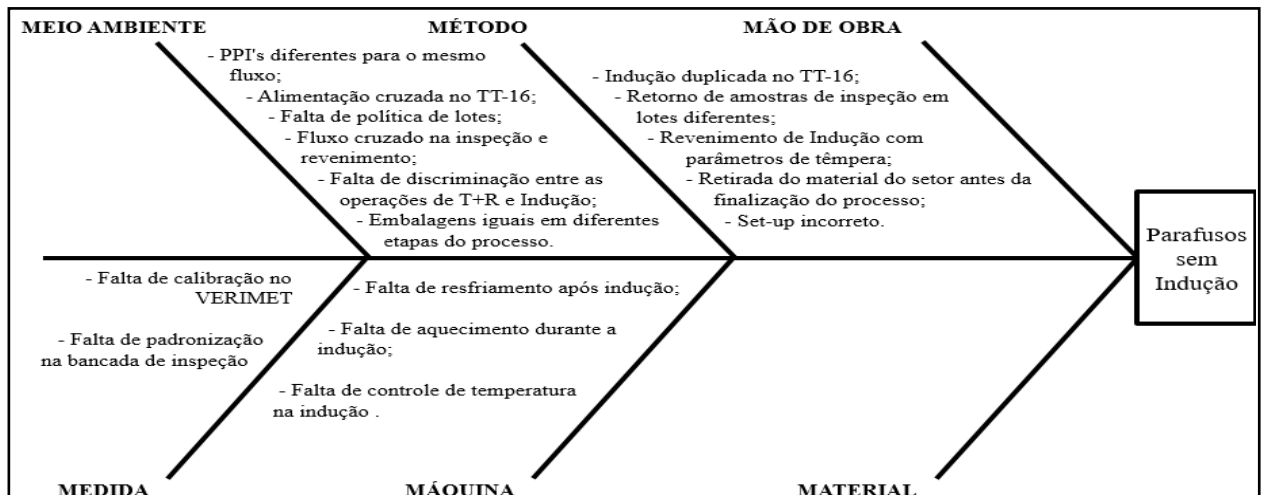 MEIO AMBIENTE
MÉTODO
MÃO DE OBRA
- PPI's diferentes para o mesmo
fluxo;
- Alimentação cruzada no TT-16;
- Falta de política de lotes;
- Fluxo cruzado na inspeção e
revenimento;
- Falta de discriminação entre as
operações de T+R e Indução;
- Embalagens iguais em diferentes
etapas do processo.
- Indução duplicada no TT-16;
- Retorno de amostras de inspeção em
lotes diferentes;
- Revenimento de Indução com
parâmetros de têmpera;
- Retirada do material do setor antes da
finalização do processo;
- Set-up incorreto.
Parafusos
sem
Indução
- Falta de calibração no
VERIMET
- Falta de padronização
na bancada de inspeção
- Falta de resfriamento após indução;
- Falta de aquecimento durante a
indução;
- Falta de controle de temperatura
na indução .
MEDIDA
MÁQUINA
MATERIAL